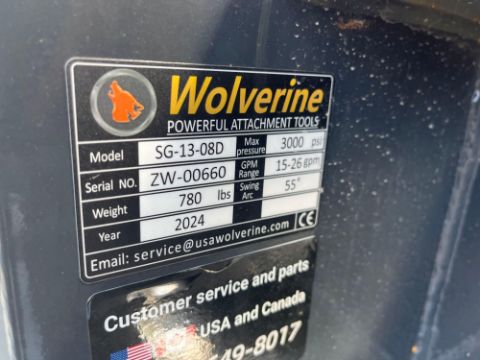 Wolverine
POWERFUL ATTACHMENT TOOLS
Model SG-13-08D Max pressure 3000 psi
Serial NO. ZW-00660 GPM Range 15-26 gpm
Weight 780 lbs Swing Arc 55°
Year 2024
Email: service@usawolverine.com CE
Customer service and parts
USA and Canada
549-8017